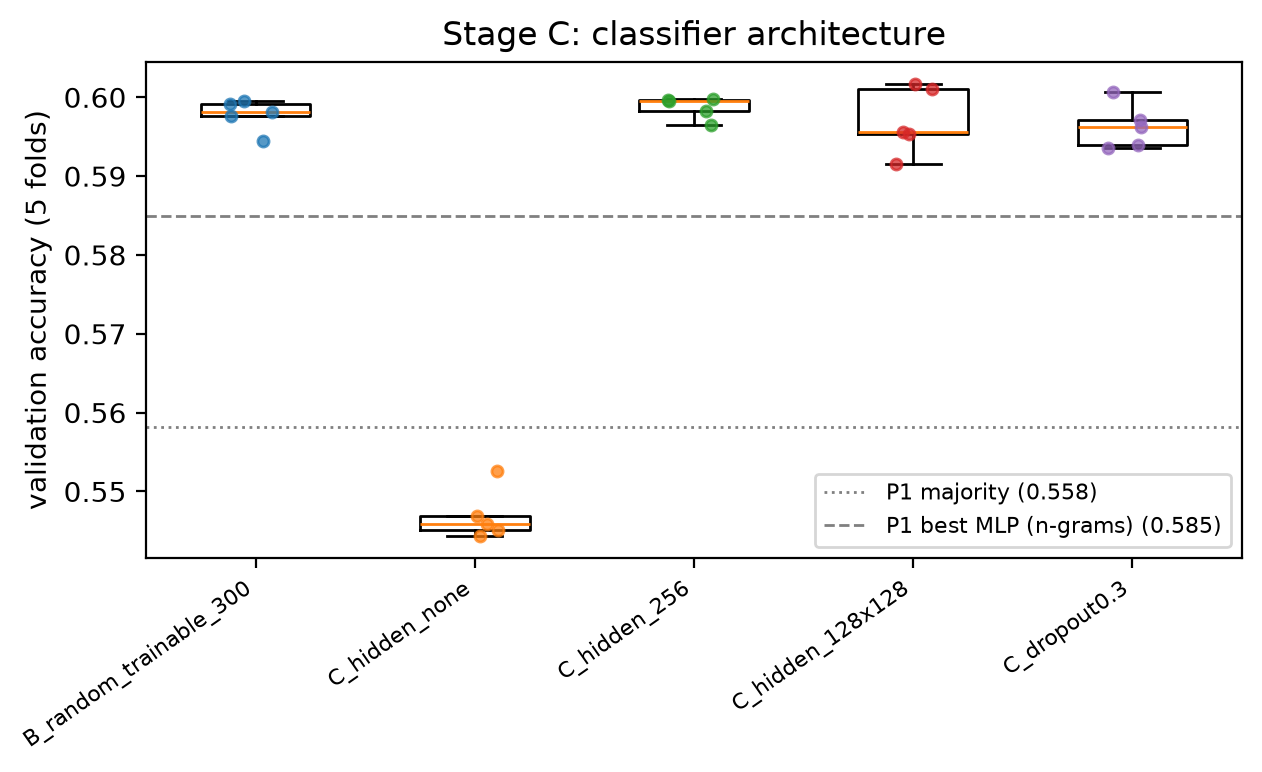 Stage C: classifier architecture
validation accuracy (5 folds)
0.60
0.59
0.58
0.57
0.56
0.55
P1 majority (0.558)
P1 best MLP (n-grams) (0.585)
B_random_trainable_300
C_hidden_none
C_hidden_256
C_hidden_128x128
C_dropout0.3